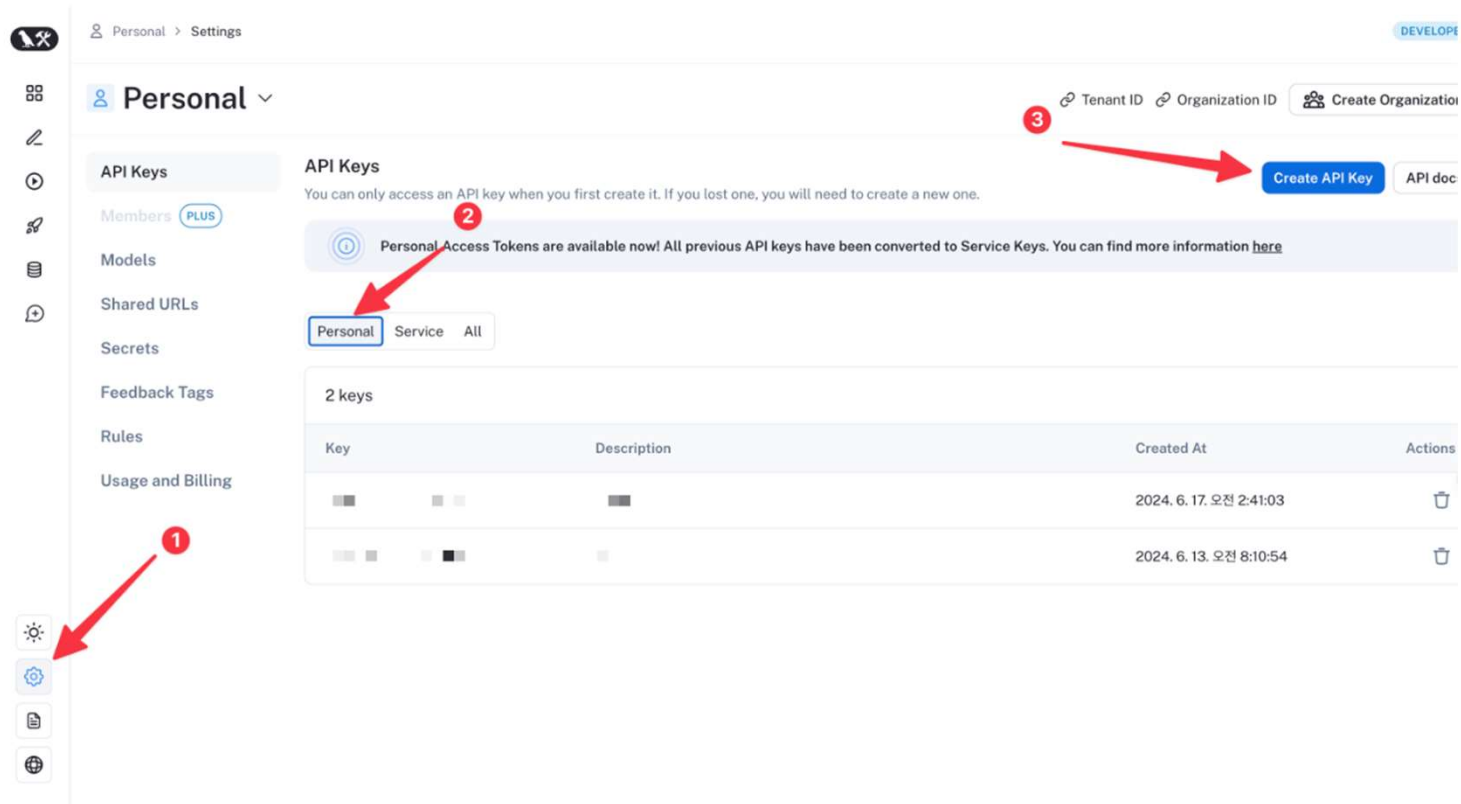 Personal > Settings
DEVELOPE
Personal
Tenant ID Organization ID Create Organization
3
API Keys
Members PLUS
Models
Shared URLs
Secrets
Feedback Tags
Rules
Usage and Billing
API Keys
You can only access an API key when you first create it. If you lost one, you will need to create a new one.
Create API Key API doc
2
Personal Access Tokens are available now! All previous API keys have been converted to Service Keys. You can find more information here
Personal Service All
2 keys
Key Description Created At Actions
2024. 6. 17. 오전 2:41:03
2024. 6. 13. 오전 8:10:54
1